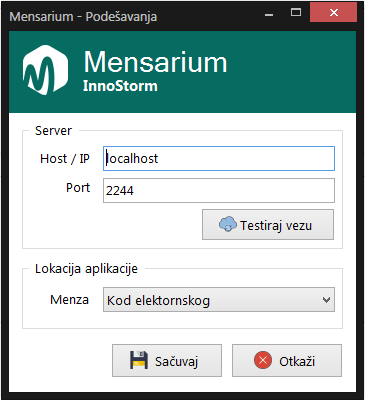 Mensarium - Podešavanja
Mensarium
InnoStorm
Server
Host / IP localhost
Port 2244
Testiraj vezu
Lokacija aplikacije
Menza Kod elektornskog
Sačuvaj Otkaži